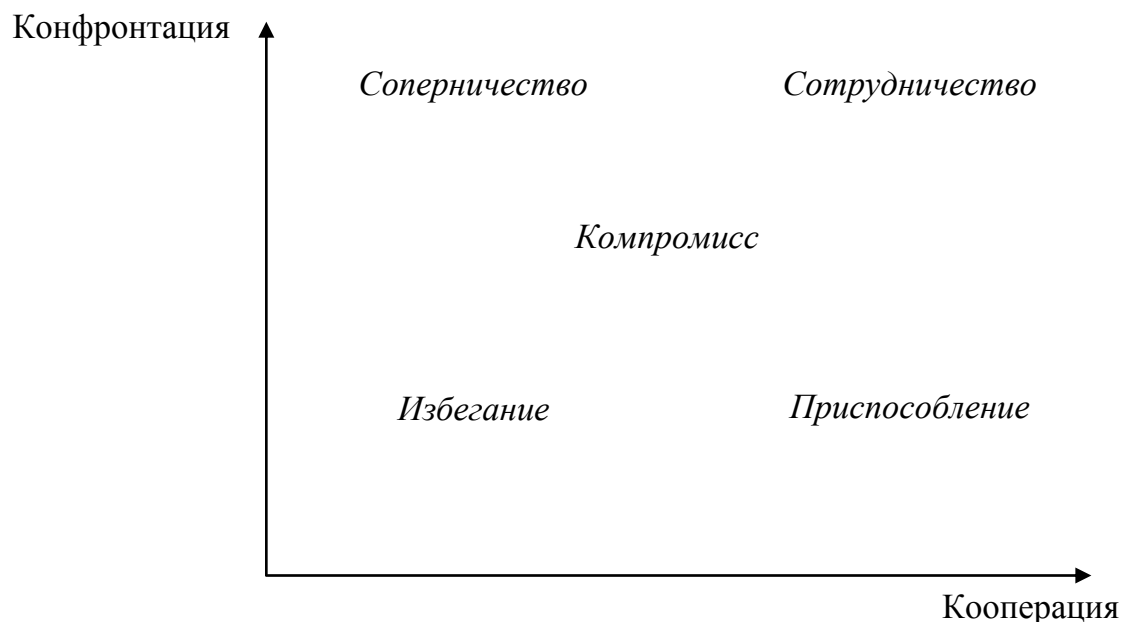 Конфронтация
Соперничество Сотрудничество
Компромисс
Избегание Приспособление
Кооперация